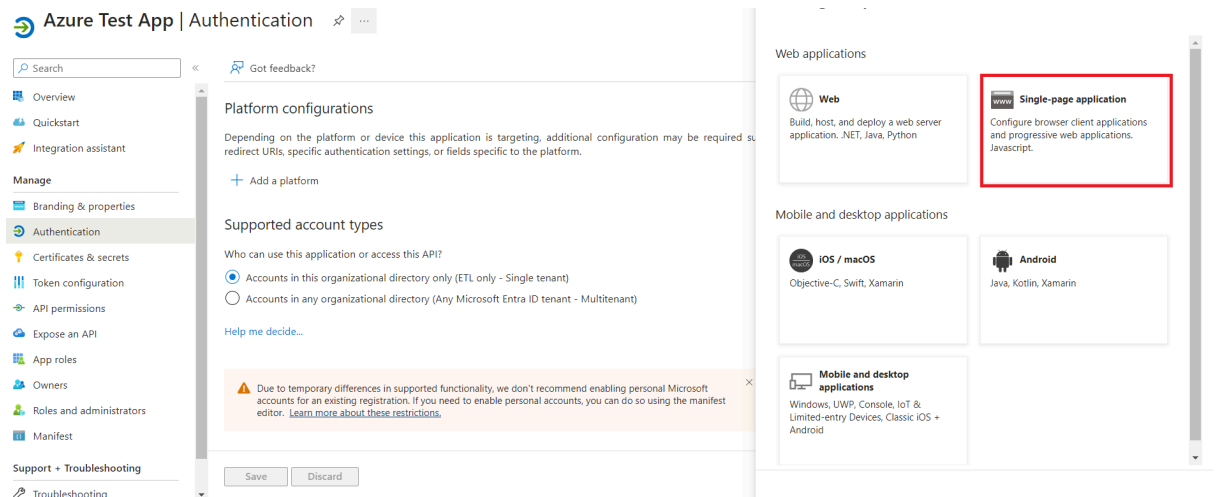 Azure Test App | Authentication
Search
Overview
Quickstart
Integration assistant
Manage
Branding & properties
Authentication
Certificates & secrets
Token configuration
API permissions
Expose an API
App roles
Owners
Roles and administrators
Manifest
Support + Troubleshooting
Troubleshooting
Got feedback?
Platform configurations
Depending on the platform or device this application is targeting, additional configuration may be required su
redirect URIs, specific authentication settings, or fields specific to the platform.
Add a platform
Supported account types
Who can use this application or access this API?
Accounts in this organizational directory only (ETL only - Single tenant)
Accounts in any organizational directory (Any Microsoft Entra ID tenant - Multitenant)
Help me decide...
Due to temporary differences in supported functionality, we don't recommend enabling personal Microsoft
accounts for an existing registration. If you need to enable personal accounts, you can do so using the manifest
editor. Learn more about these restrictions.
Save
Discard
Web applications
Web
Build, host, and deploy a web server
application. .NET, Java, Python
www
Single-page application
Configure browser client applications
and progressive web applications.
Javascript.
Mobile and desktop applications
iOS
macOS
iOS / macOS
Objective-C, Swift, Xamarin
Android
Java, Kotlin, Xamarin
Mobile and desktop
applications
Windows, UWP, Console, IoT &
Limited-entry Devices, Classic iOS +
Android